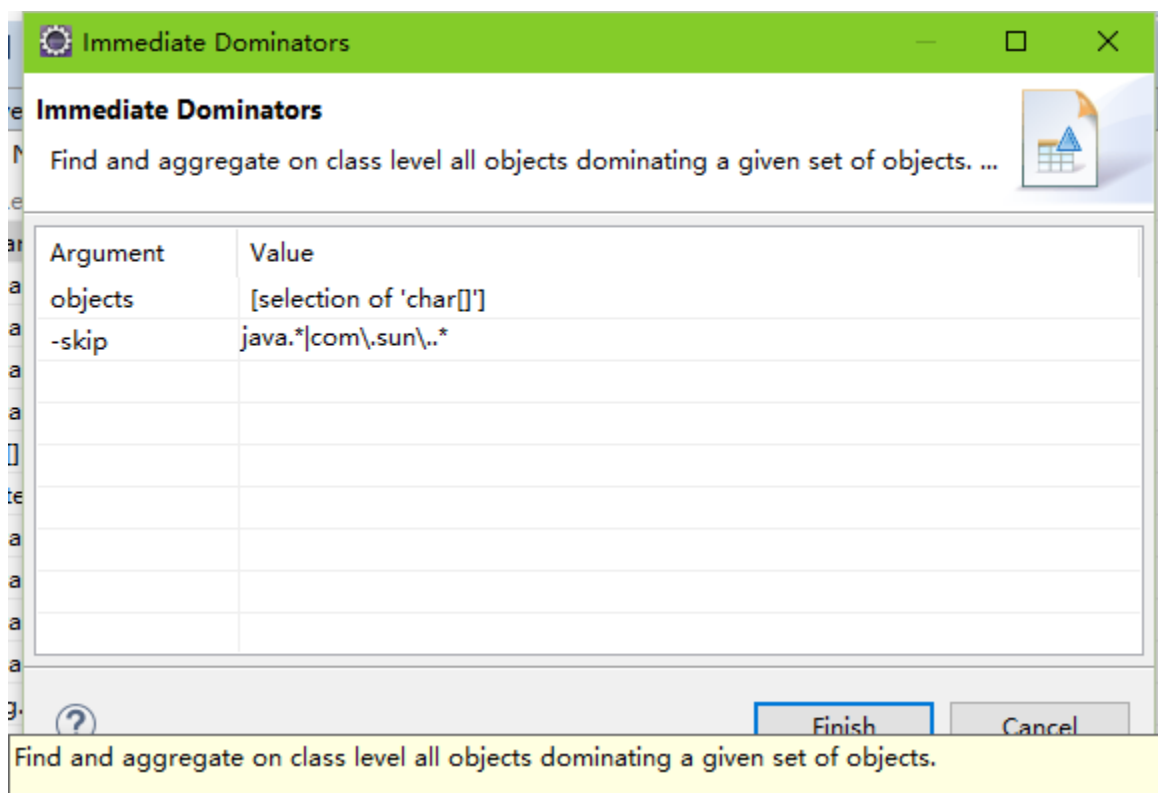 Immediate Dominators
Immediate Dominators
Find and aggregate on class level all objects dominating a given set of objects. ...
Argument Value
objects [selection of 'char[]']
-skip java.*|com\.sun\..*
Finish Cancel
Find and aggregate on class level all objects dominating a given set of objects.